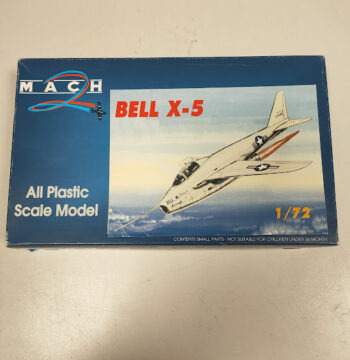 MACH 2
BELL X-5
All Plastic
Scale Model
BELL
1/72
CONTENTS SMALL PARTS - NOT SUITABLE FOR CHILDREN UNDER 36 MONTH